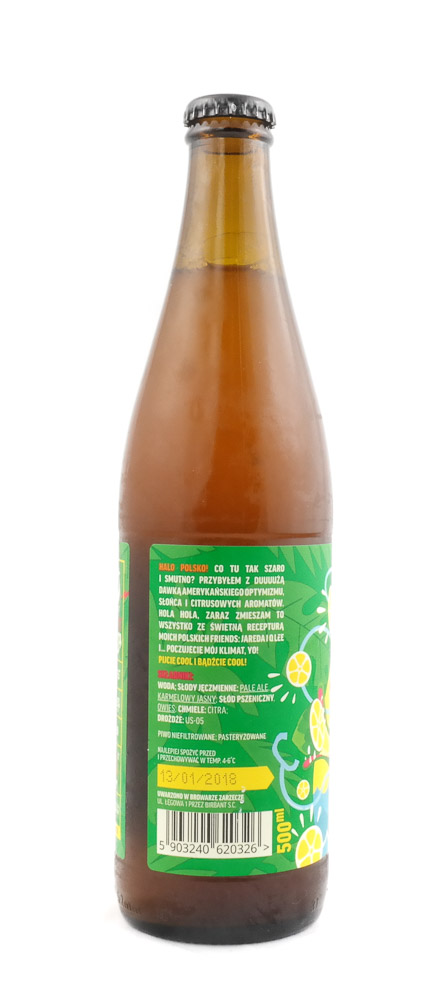 HALO POLSKO! CO TU TAK SZARO
I SMUTNO? PRZYBYŁEM Z DUUUUŻĄ
DAWKĄ AMERYKAŃSKIEGO OPTYMIZMU,
SŁOŃCA I CYTRUSOWYCH AROMATÓW.
HOLA HOLA, ZARAZ ZMIESZAM TO
WSZYSTKO ZE ŚWIETNĄ RECEPTURĄ
MOICH POLSKICH FRIENDS: JAREDA I OLEE
I... POCZUJECIE MÓJ KLIMAT, YO!
PIJCIE COOL I BĄDŹCIE COOL!
SKŁADNIKI:
WODA; SŁODY JĘCZMIENNE: PALE ALE,
KARMELOWY JASNY; SŁÓD PSZENICZNY,
OWIES; CHMIELE: CITRA;
DROŻDŻE: US-05
PIWO NIEFILTROWANE; PASTERYZOWANE
NAJLEPIEJ SPOŻYĆ PRZED
I PRZECHOWYWAĆ W TEMP. 4-6°C
13/01/2018
UWARZONO W BROWARZE ZARZECZE
UL. ŁĘGOWA 1 PRZEZ BIRBANT S.C.
5 903240 620326 >
500ml